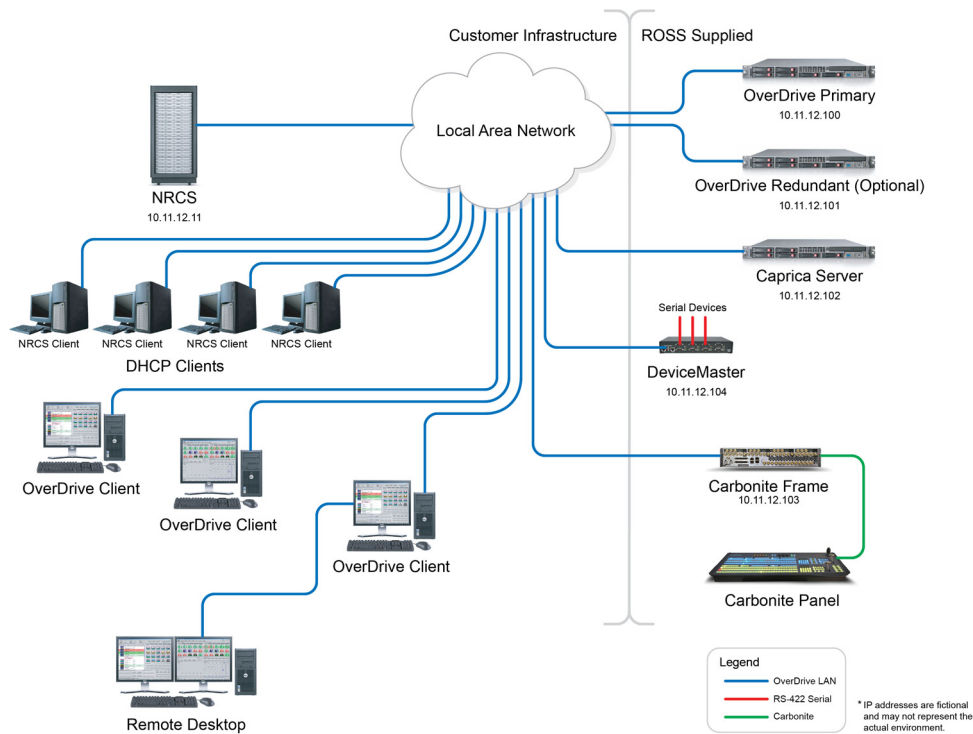 Customer Infrastructure
ROSS Supplied
Local Area Network
OverDrive Primary
10.11.12.100
NRCS
10.11.12.11
OverDrive Redundant (Optional)
10.11.12.101
Caprica Server
10.11.12.102
NRCS Client
NRCS Client
NRCS Client
NRCS Client
DHCP Clients
Serial Devices
DeviceMaster
10.11.12.104
OverDrive Client
OverDrive Client
OverDrive Client
Carbonite Frame
10.11.12.103
Carbonite Panel
Remote Desktop
Legend
OverDrive LAN
RS-422 Serial
Carbonite
* IP addresses are fictional
and may not represent the
actual environment.